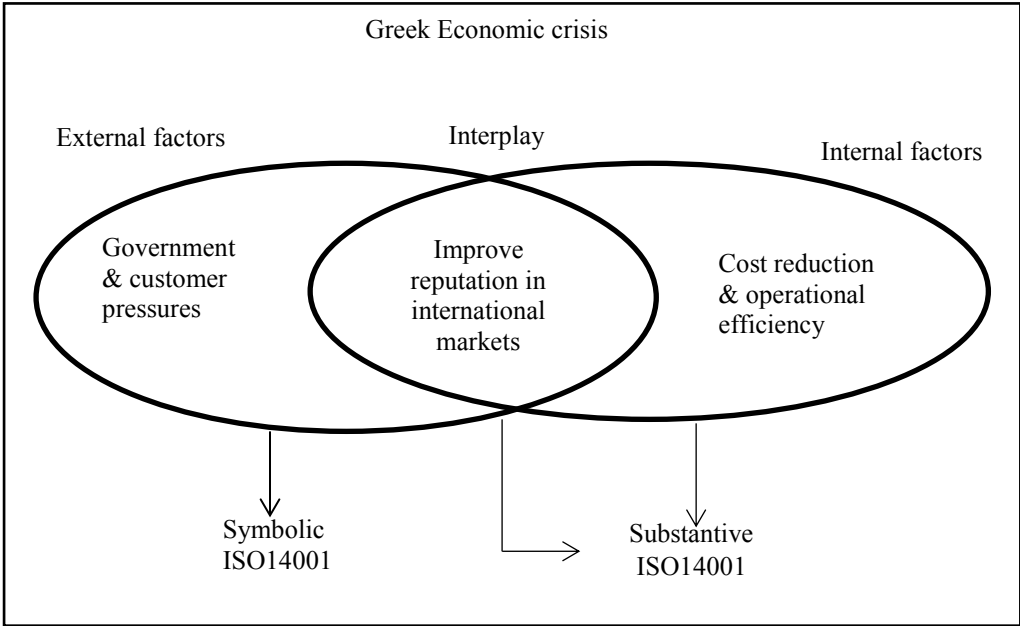 Greek Economic crisis
External factors
Interplay
Internal factors
Government
& customer
pressures
Improve
reputation in
international
markets
Cost reduction
& operational
efficiency
Symbolic
ISO14001
Substantive
ISO14001